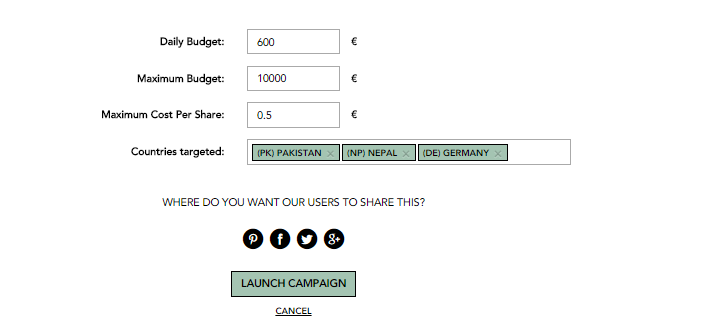 Daily Budget: 600 €
Maximum Budget: 10000 €
Maximum Cost Per Share: 0.5 €
Countries targeted: (PK) PAKISTAN × (NP) NEPAL × (DE) GERMANY ×
WHERE DO YOU WANT OUR USERS TO SHARE THIS?
LAUNCH CAMPAIGN
CANCEL